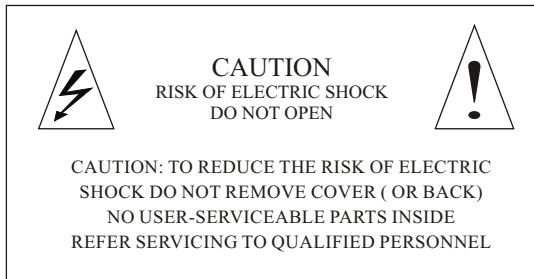 CAUTION
RISK OF ELECTRIC SHOCK
DO NOT OPEN
!
CAUTION: TO REDUCE THE RISK OF ELECTRIC
SHOCK DO NOT REMOVE COVER ( OR BACK)
NO USER-SERVICEABLE PARTS INSIDE
REFER SERVICING TO QUALIFIED PERSONNEL